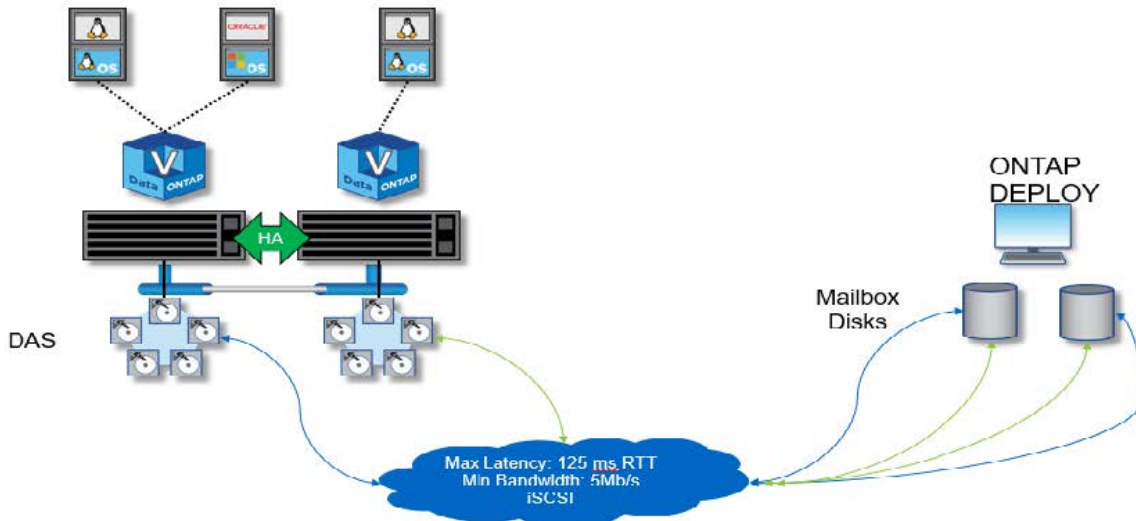 ORACLE
OS
OS
OS
V
Data ONTAP
V
Data ONTAP
HA
ONTAP
DEPLOY
Mailbox
Disks
DAS
Max Latency: 125 ms RTT
Min Bandwidth: 5Mb/s
iSCSI